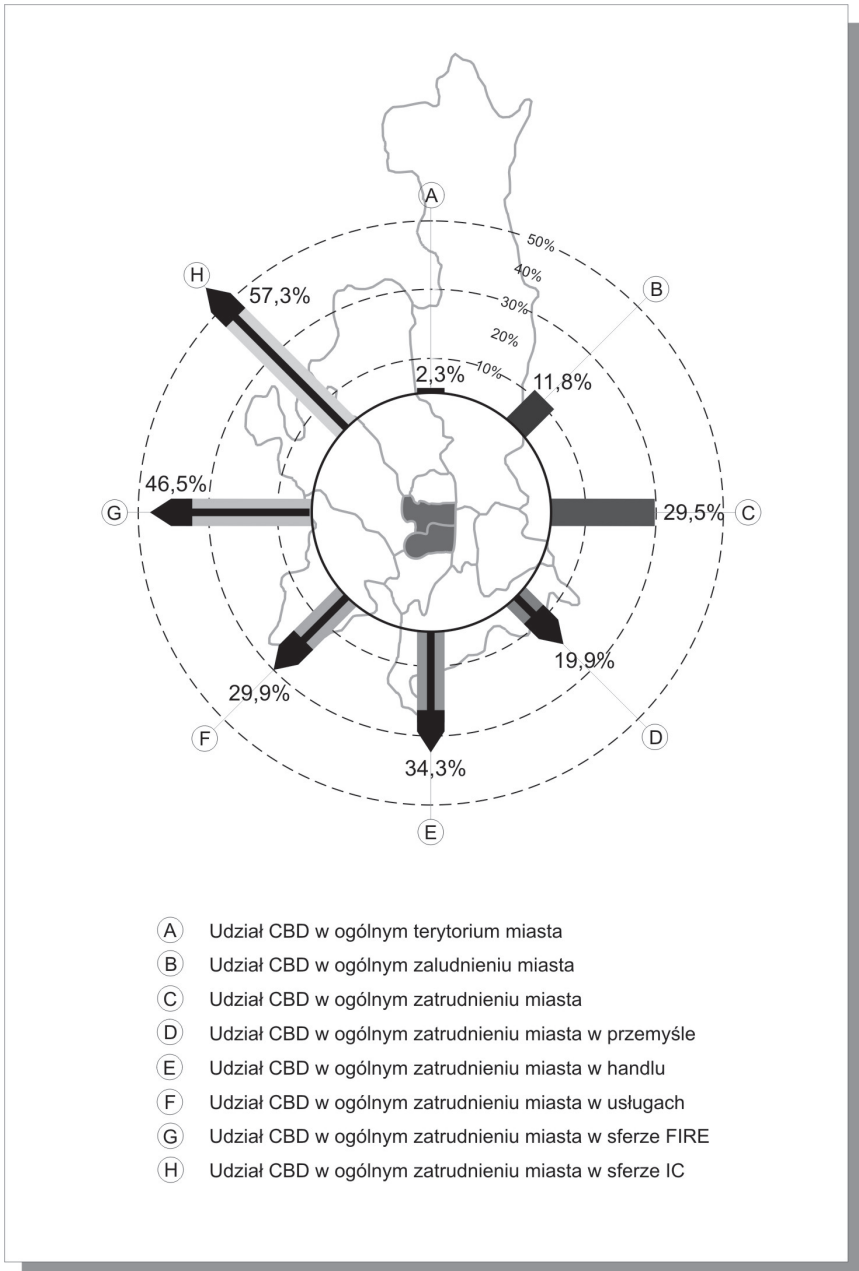 A
50%
40%
H
57,3%
B
30%
20%
10%
2,3%
11,8%
46,5%
G
29,5%
C
29,9%
19,9%
F
34,3%
D
E
A Udział CBD w ogólnym terytorium miasta
B Udział CBD w ogólnym zaludnieniu miasta
C Udział CBD w ogólnym zatrudnieniu miasta
D Udział CBD w ogólnym zatrudnieniu miasta w przemyśle
E Udział CBD w ogólnym zatrudnieniu miasta w handlu
F Udział CBD w ogólnym zatrudnieniu miasta w usługach
G Udział CBD w ogólnym zatrudnieniu miasta w sferze FIRE
H Udział CBD w ogólnym zatrudnieniu miasta w sferze IC